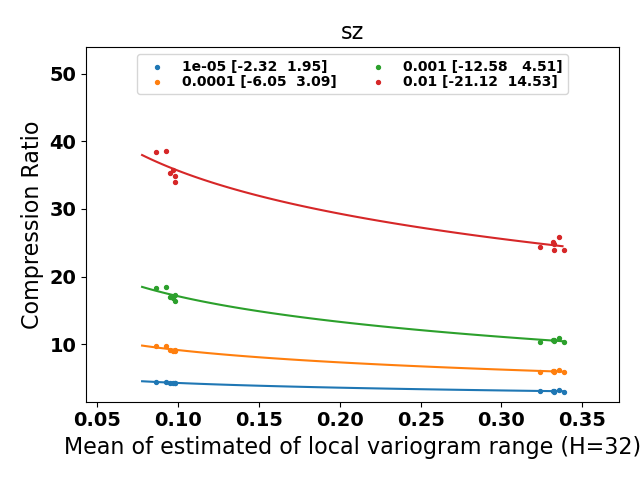 sz
1e-05 [-2.32  1.95]
0.0001 [-6.05  3.09]
0.001 [-12.58   4.51]
0.01 [-21.12  14.53]
Compression Ratio
50
40
30
20
10
0.05 0.10 0.15 0.20 0.25 0.30 0.35
Mean of estimated of local variogram range (H=32)